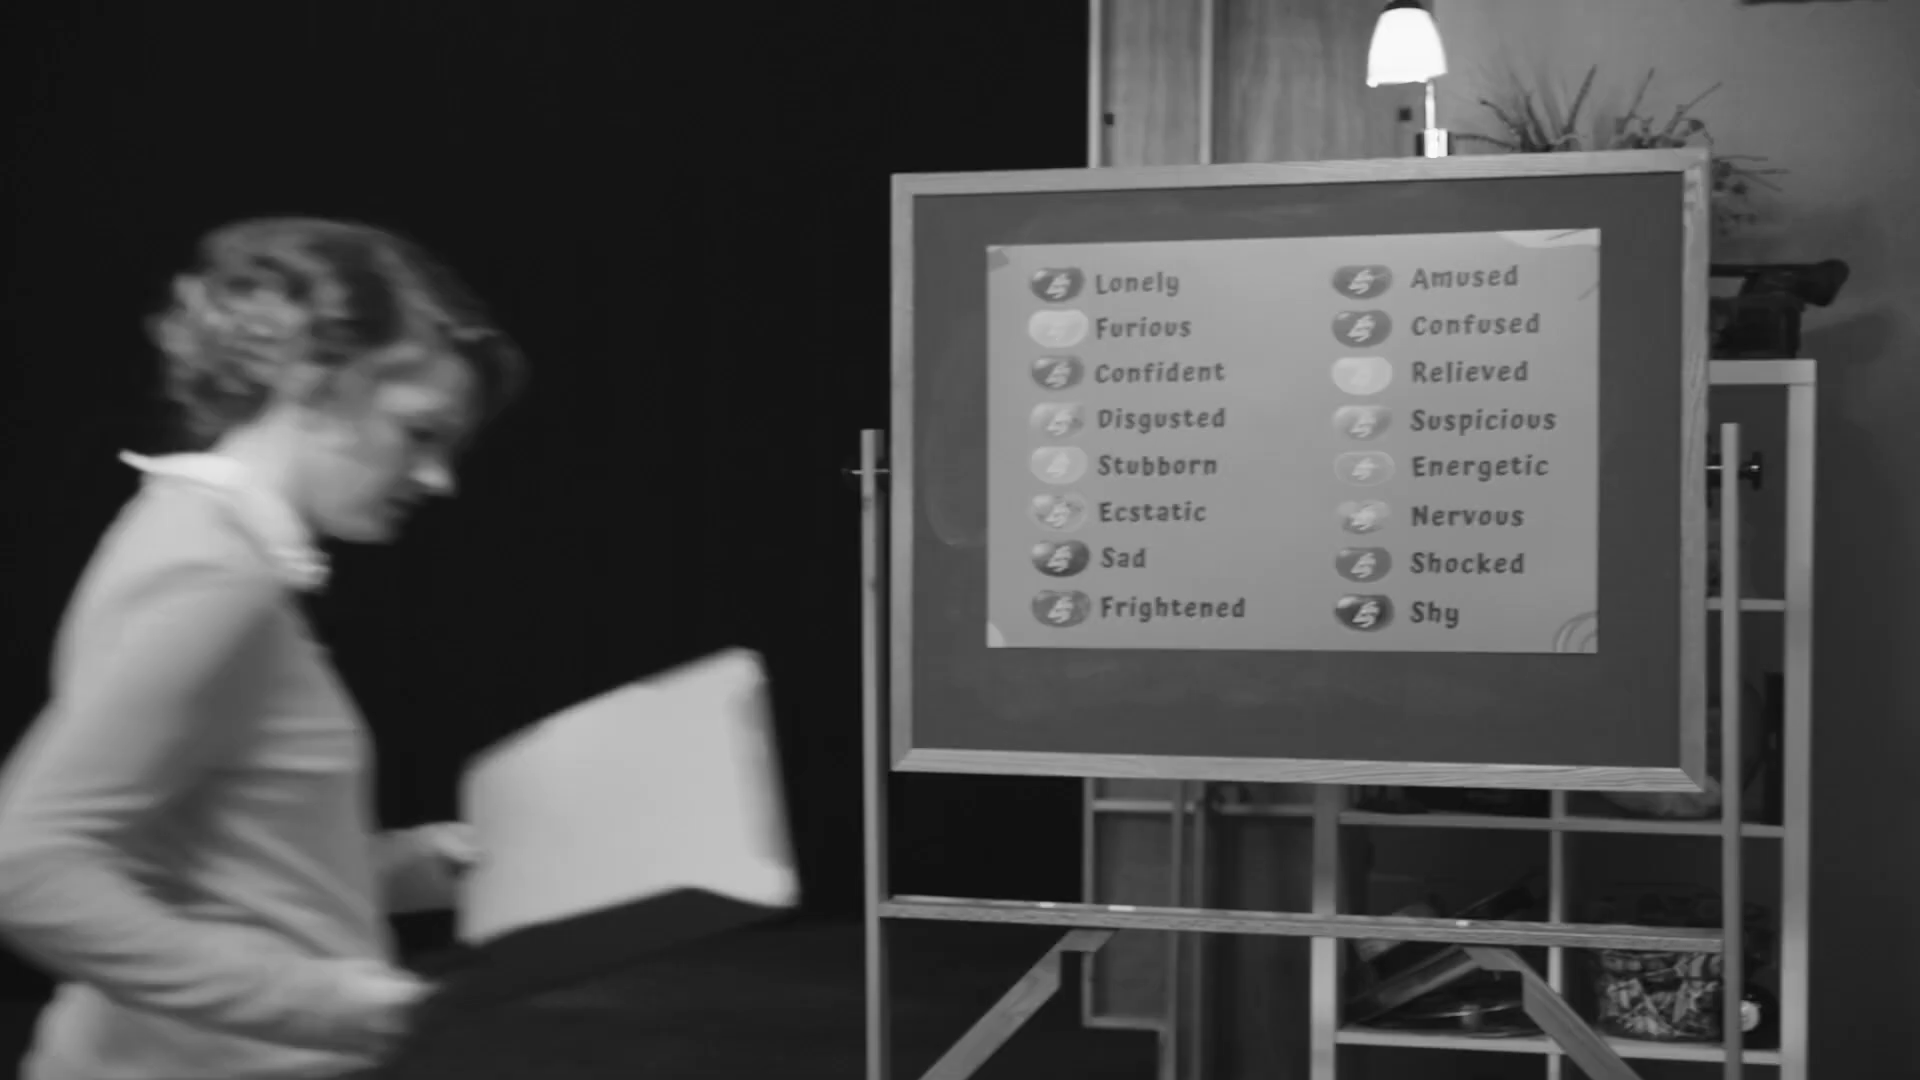 Lonely
Furious
Confident
Disgusted
Stubborn
Ecstatic
Sad
Frightened
Amused
Confused
Relieved
Suspicious
Energetic
Nervous
Shocked
Shy